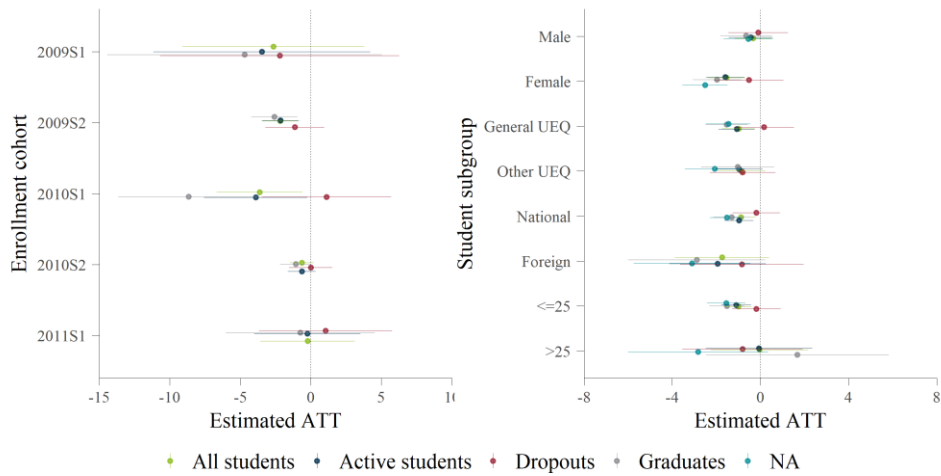 Enrollment cohort
2009S1
2009S2
2010S1
2010S2
2011S1
-15 -10 -5 0 5 10
Estimated ATT
Student subgroup
Male
Female
General UEQ
Other UEQ
National
Foreign
<=25
>25
-8 -4 0 4 8
Estimated ATT
All students Active students Dropouts Graduates NA